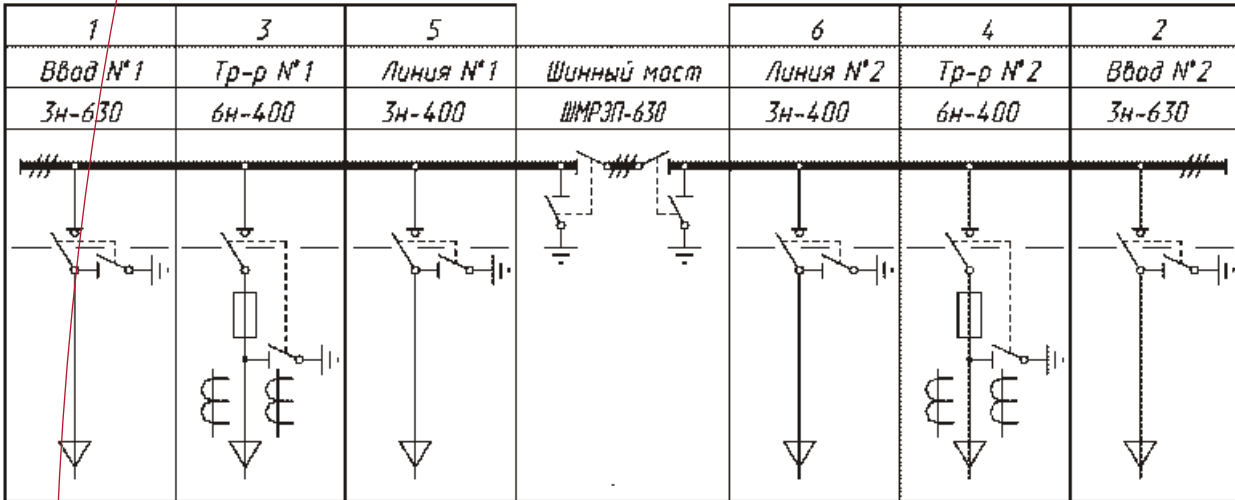 1 3 5 6 4 2
Ввод №1 Тр-р №1 Линия №1 Шинный мост Линия №2 Тр-р №2 Ввод №2
3н-630 6н-400 3н-400 ШМРЭП-630 3н-400 6н-400 3н-630